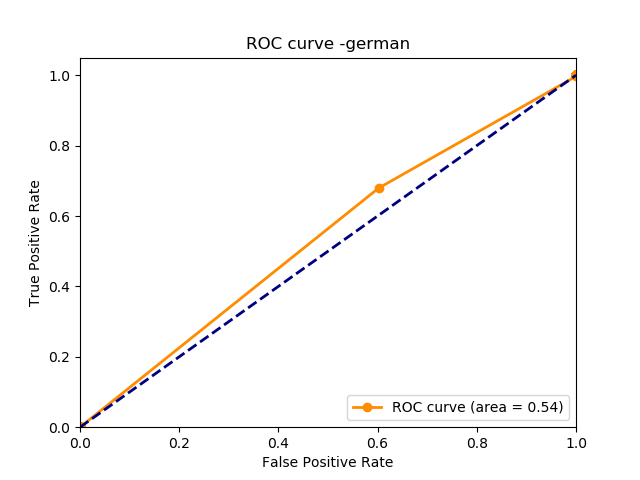 ROC curve -german
1.0
0.8
0.6
0.4
0.2
0.0
True Positive Rate
ROC curve (area = 0.54)
0.0 0.2 0.4 0.6 0.8 1.0
False Positive Rate